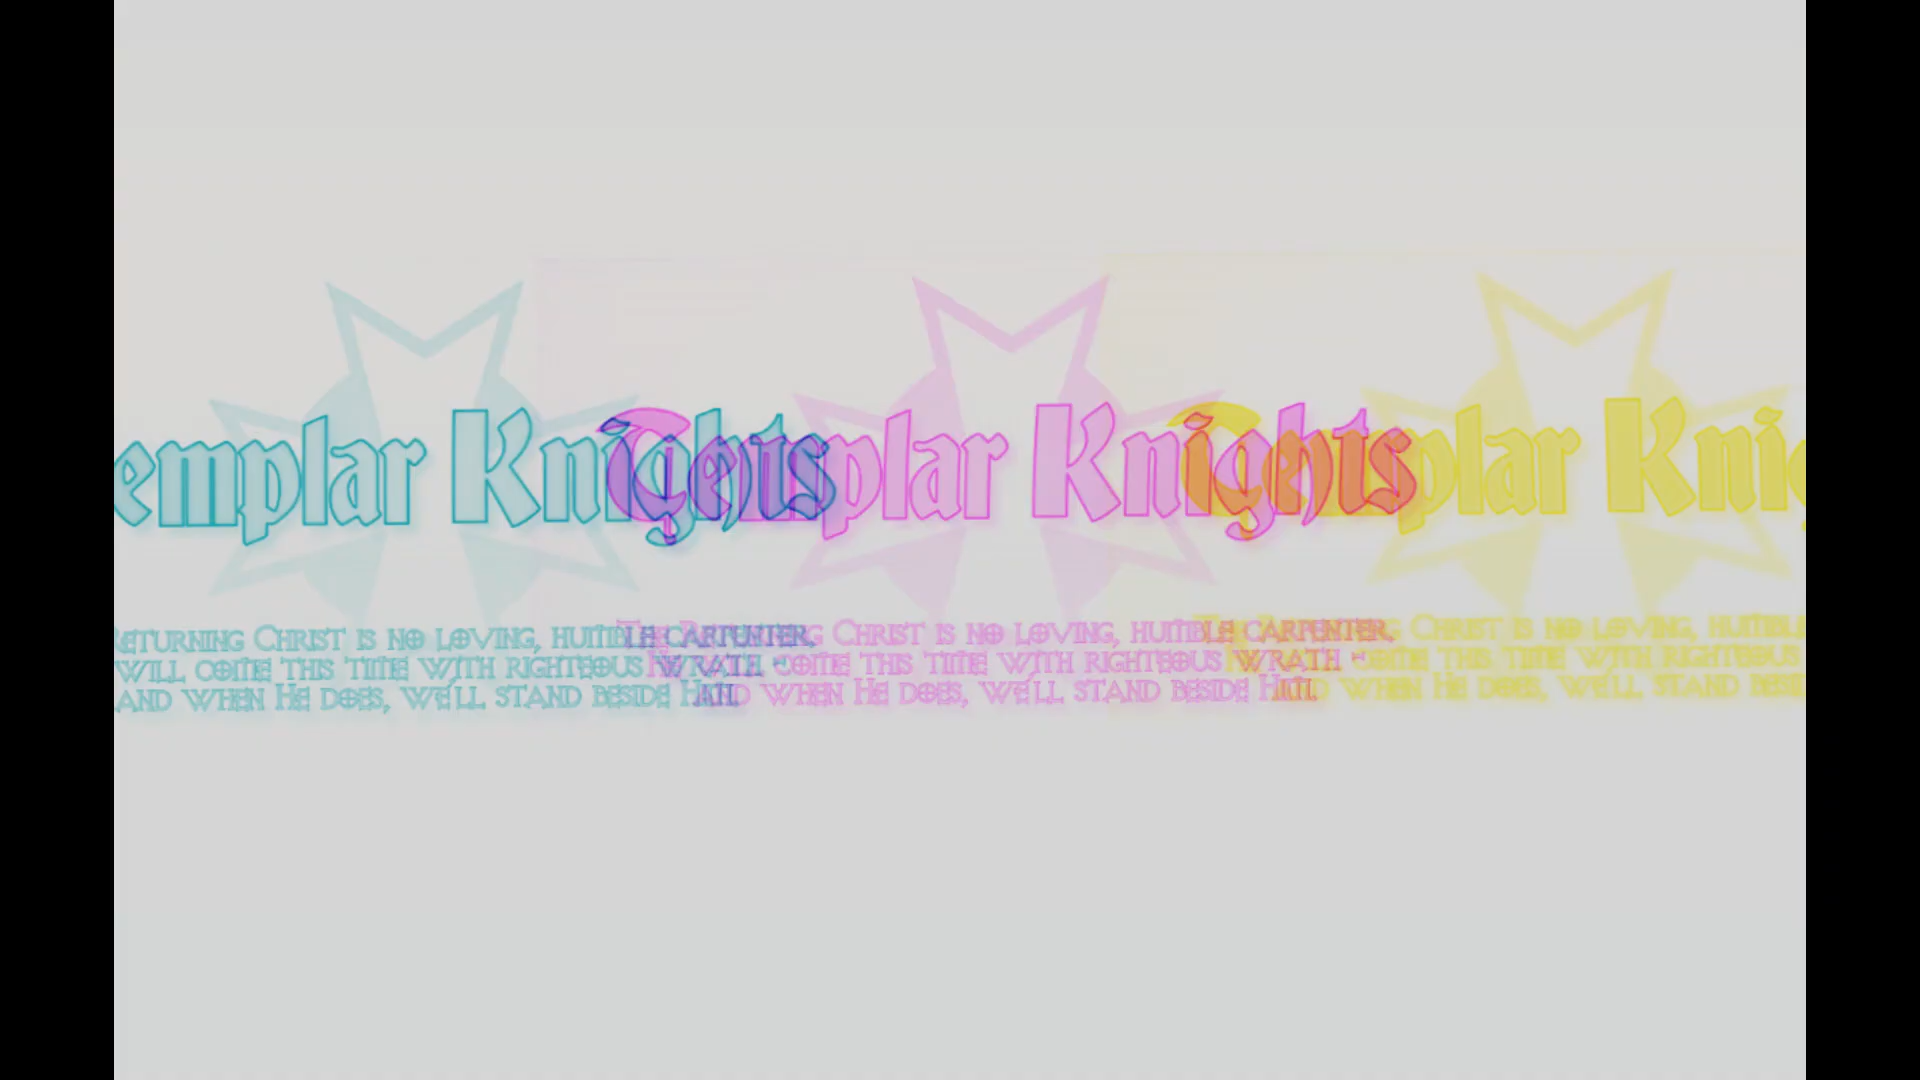 Templar Knights
The Returning Christ is no loving, humble carpenter,
He will come this time with righteous wrath -
and when He does, we'll stand beside Him.